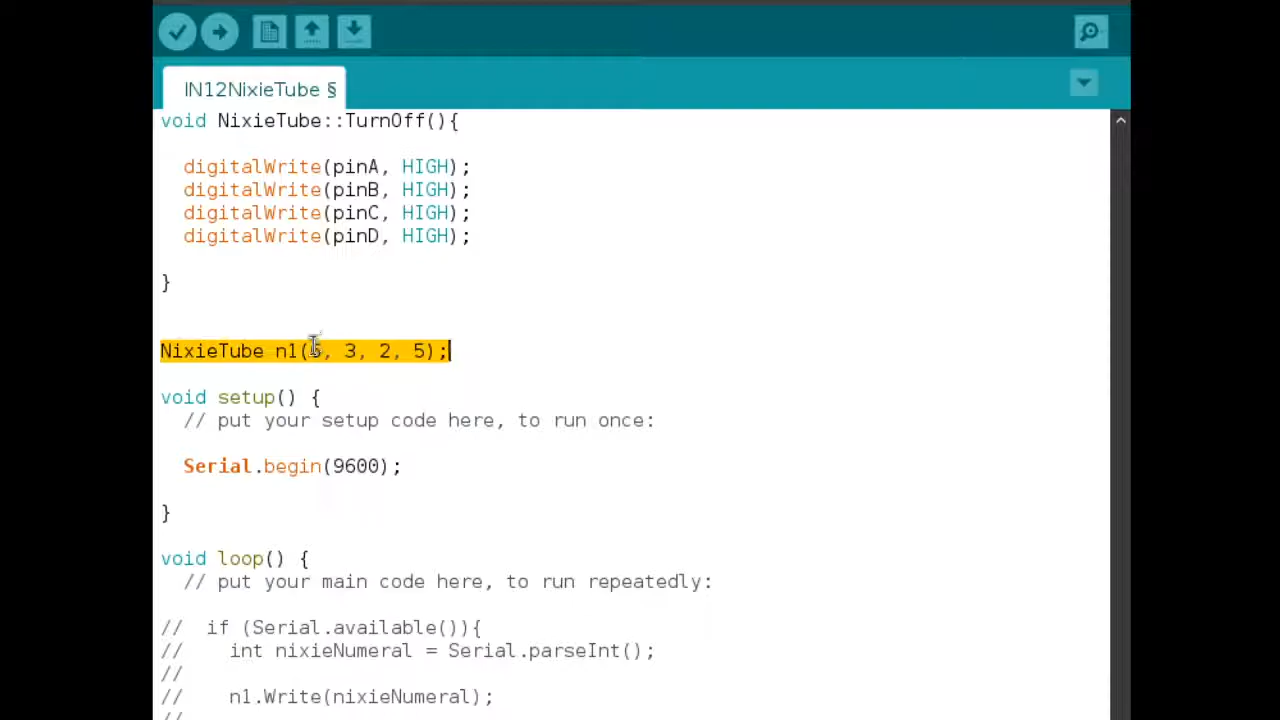 IN12NixieTube §
void NixieTube::TurnOff(){
digitalWrite(pinA, HIGH);
digitalWrite(pinB, HIGH);
digitalWrite(pinC, HIGH);
digitalWrite(pinD, HIGH);
}
NixieTube n1( , 3, 2, 5);
void setup() {
// put your setup code here, to run once:
Serial.begin(9600);
}
void loop() {
// put your main code here, to run repeatedly:
//  if (Serial.available()){
//    int nixieNumeral = Serial.parseInt();
//
//    n1.Write(nixieNumeral);
//